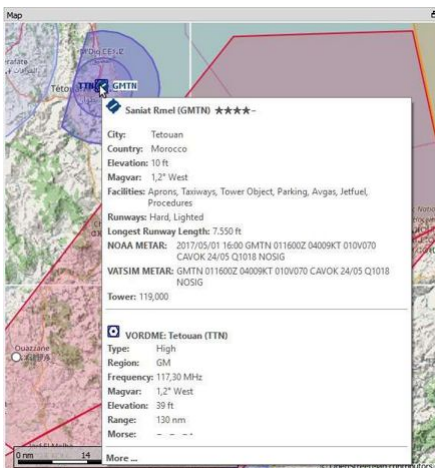 Map
TTN
GMTN
Saniat Rmel (GMTN) ★★★★–
City: Tetouan
Country: Morocco
Elevation: 10 ft
Magvar: 1,2° West
Facilities: Aprons, Taxiways, Tower Object, Parking, Avgas, Jetfuel,
Procedures
Runways: Hard, Lighted
Longest Runway Length: 7.550 ft
NOAA METAR: 2017/05/01 16:00 GMTN 011600Z 04009KT 010V070
CAVOK 24/05 Q1018 NOSIG
VATSIM METAR: GMTN 011600Z 04009KT 010V070 CAVOK 24/05 Q1018
NOSIG
Tower: 119,000
VORDME: Tetouan (TTN)
Type: High
Region: GM
Frequency: 117,30 MHz
Magvar: 1,2° West
Elevation: 39 ft
Range: 130 nm
Morse: – – –·
More ...
Ouazzane
0 nm 14